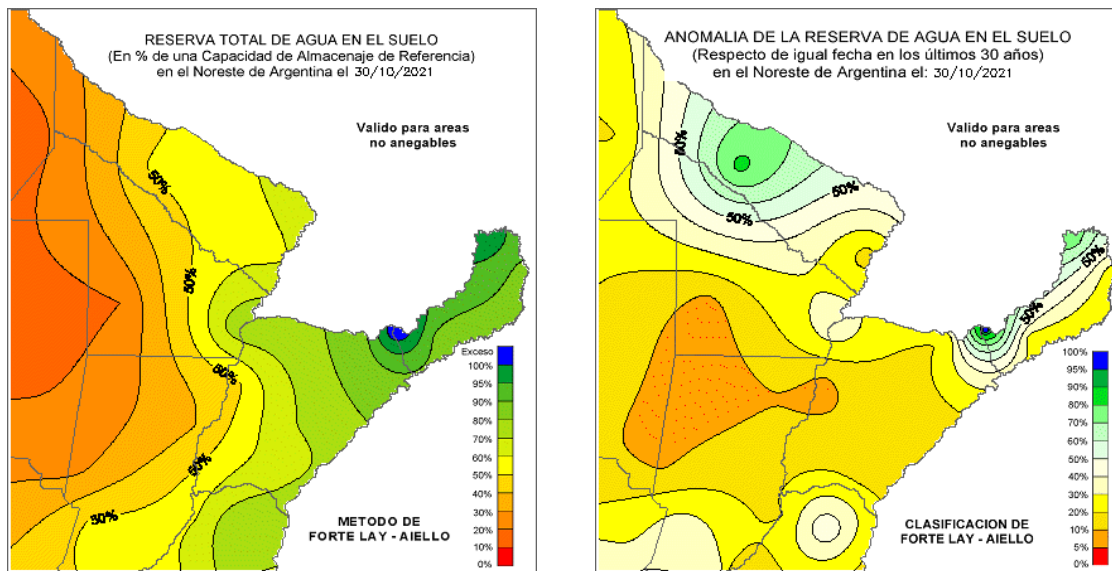 RESERVA TOTAL DE AGUA EN EL SUELO
(En % de una Capacidad de Almacenaje de Referencia)
en el Noreste de Argentina el 30/10/2021
Valido para areas
no anegables
50%
50%
50%
50%
50%
Exceso
100%
95%
90%
80%
70%
60%
50%
40%
30%
20%
10%
0%
METODO DE
FORTE LAY - AIELLO
ANOMALIA DE LA RESERVA DE AGUA EN EL SUELO
(Respecto de igual fecha en los últimos 30 años)
en el Noreste de Argentina el: 30/10/2021
Valido para areas
no anegables
50%
50%
50%
50%
50%
100%
95%
90%
80%
70%
60%
50%
40%
30%
20%
10%
5%
0%
CLASIFICACION DE
FORTE LAY - AIELLO